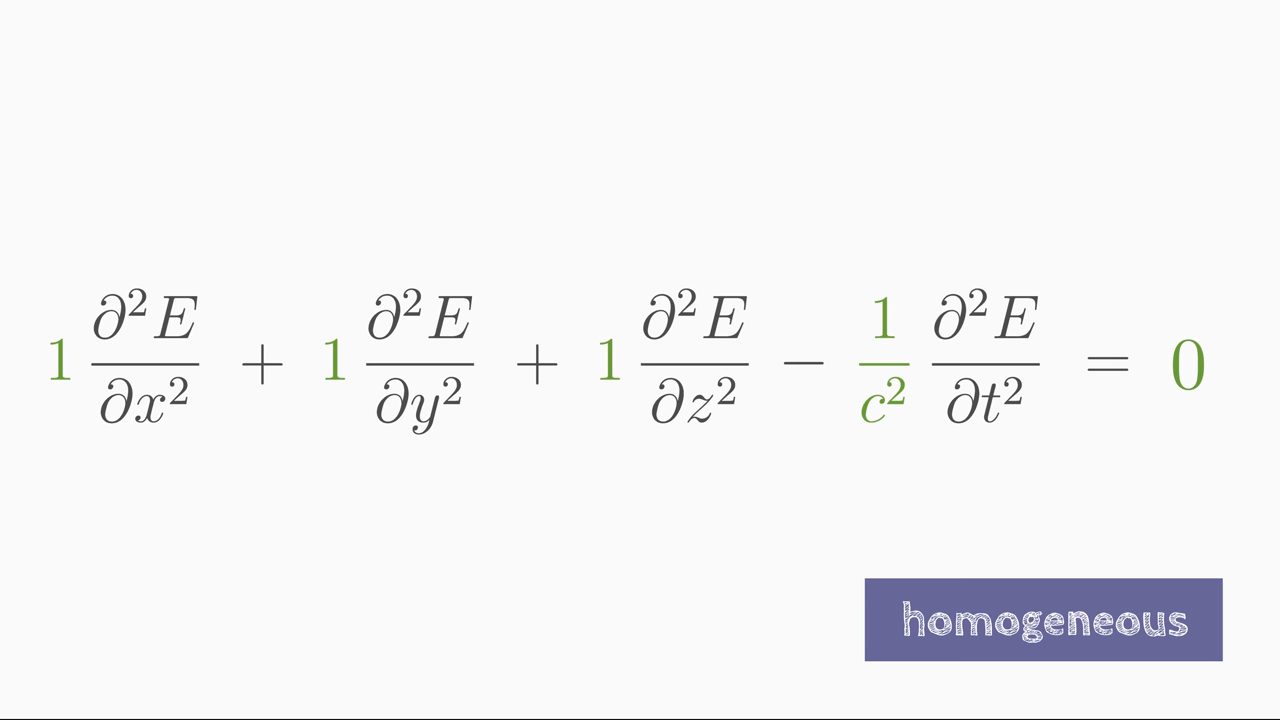 1 ∂²E/∂x² + 1 ∂²E/∂y² + 1 ∂²E/∂z² − 1/c² ∂²E/∂t² = 0
homogeneous